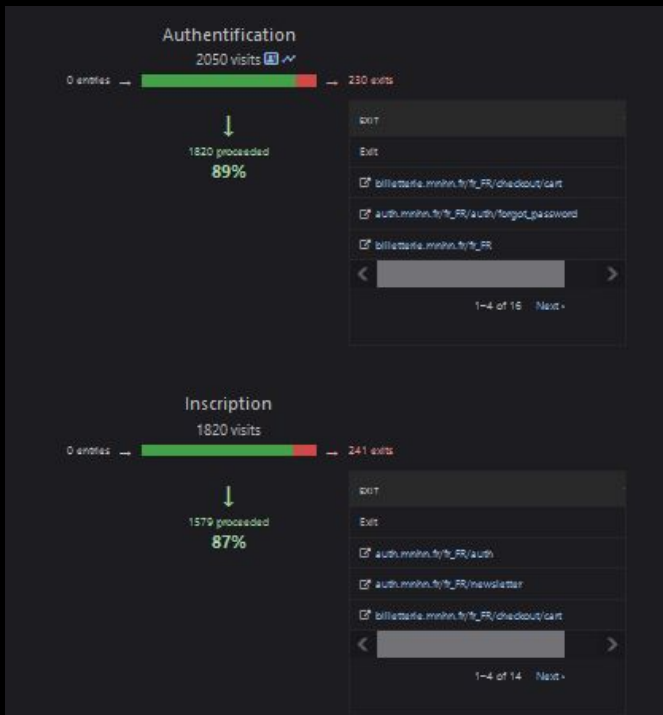 Authentification
2050 visits
0 entries → → 230 exits
EXIT
↓
1820 proceeded
89%
Exit
billetterie.mnhn.fr/fr_FR/checkout/cart
auth.mnhn.fr/fr_FR/auth/forgot_password
billetterie.mnhn.fr/fr_FR
1–4 of 16 Next ›
Inscription
1820 visits
0 entries → → 241 exits
EXIT
↓
1579 proceeded
87%
Exit
auth.mnhn.fr/fr_FR/auth
auth.mnhn.fr/fr_FR/newsletter
billetterie.mnhn.fr/fr_FR/checkout/cart
1–4 of 14 Next ›